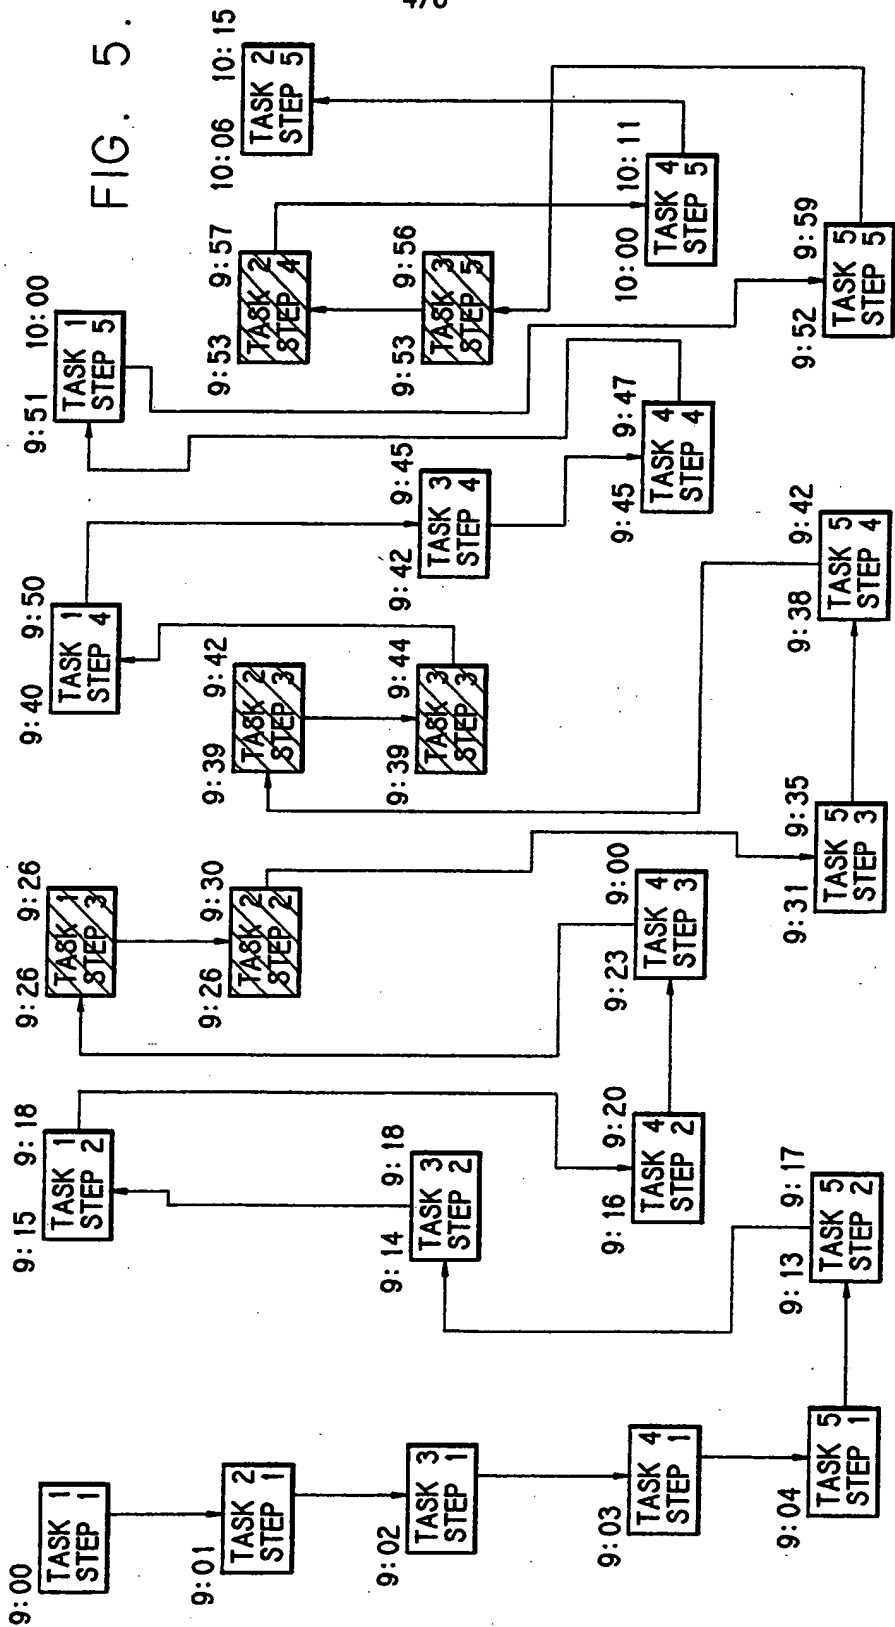 4/8
FIG. 5.
9:00
TASK 1
STEP 1
9:15 9:18
TASK 1
STEP 2
9:26 9:26
TASK 1
STEP 3
9:40 9:50
TASK 1
STEP 4
9:51 10:00
TASK 1
STEP 5
9:01
TASK 2
STEP 1
9:26 9:30
TASK 2
STEP 2
9:39 9:42
TASK 2
STEP 3
9:53 9:57
TASK 2
STEP 4
10:06 10:15
TASK 2
STEP 5
9:02
TASK 3
STEP 1
9:14 9:18
TASK 3
STEP 2
9:39 9:44
TASK 3
STEP 3
9:42 9:45
TASK 3
STEP 4
9:53 9:56
TASK 3
STEP 5
9:03
TASK 4
STEP 1
9:16 9:20
TASK 4
STEP 2
9:23 9:00
TASK 4
STEP 3
9:45 9:47
TASK 4
STEP 4
10:00 10:11
TASK 4
STEP 5
9:04
TASK 5
STEP 1
9:13 9:17
TASK 5
STEP 2
9:31 9:35
TASK 5
STEP 3
9:38 9:42
TASK 5
STEP 4
9:52 9:59
TASK 5
STEP 5